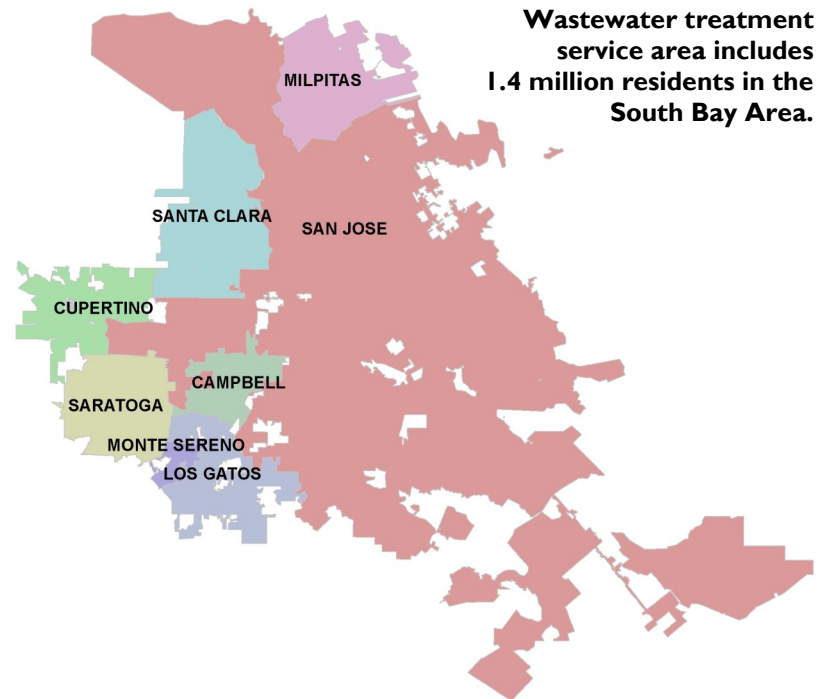 Wastewater treatment
service area includes
1.4 million residents in the
South Bay Area.
MILPITAS
SANTA CLARA
SAN JOSE
CUPERTINO
CAMPBELL
SARATOGA
MONTE SERENO
LOS GATOS